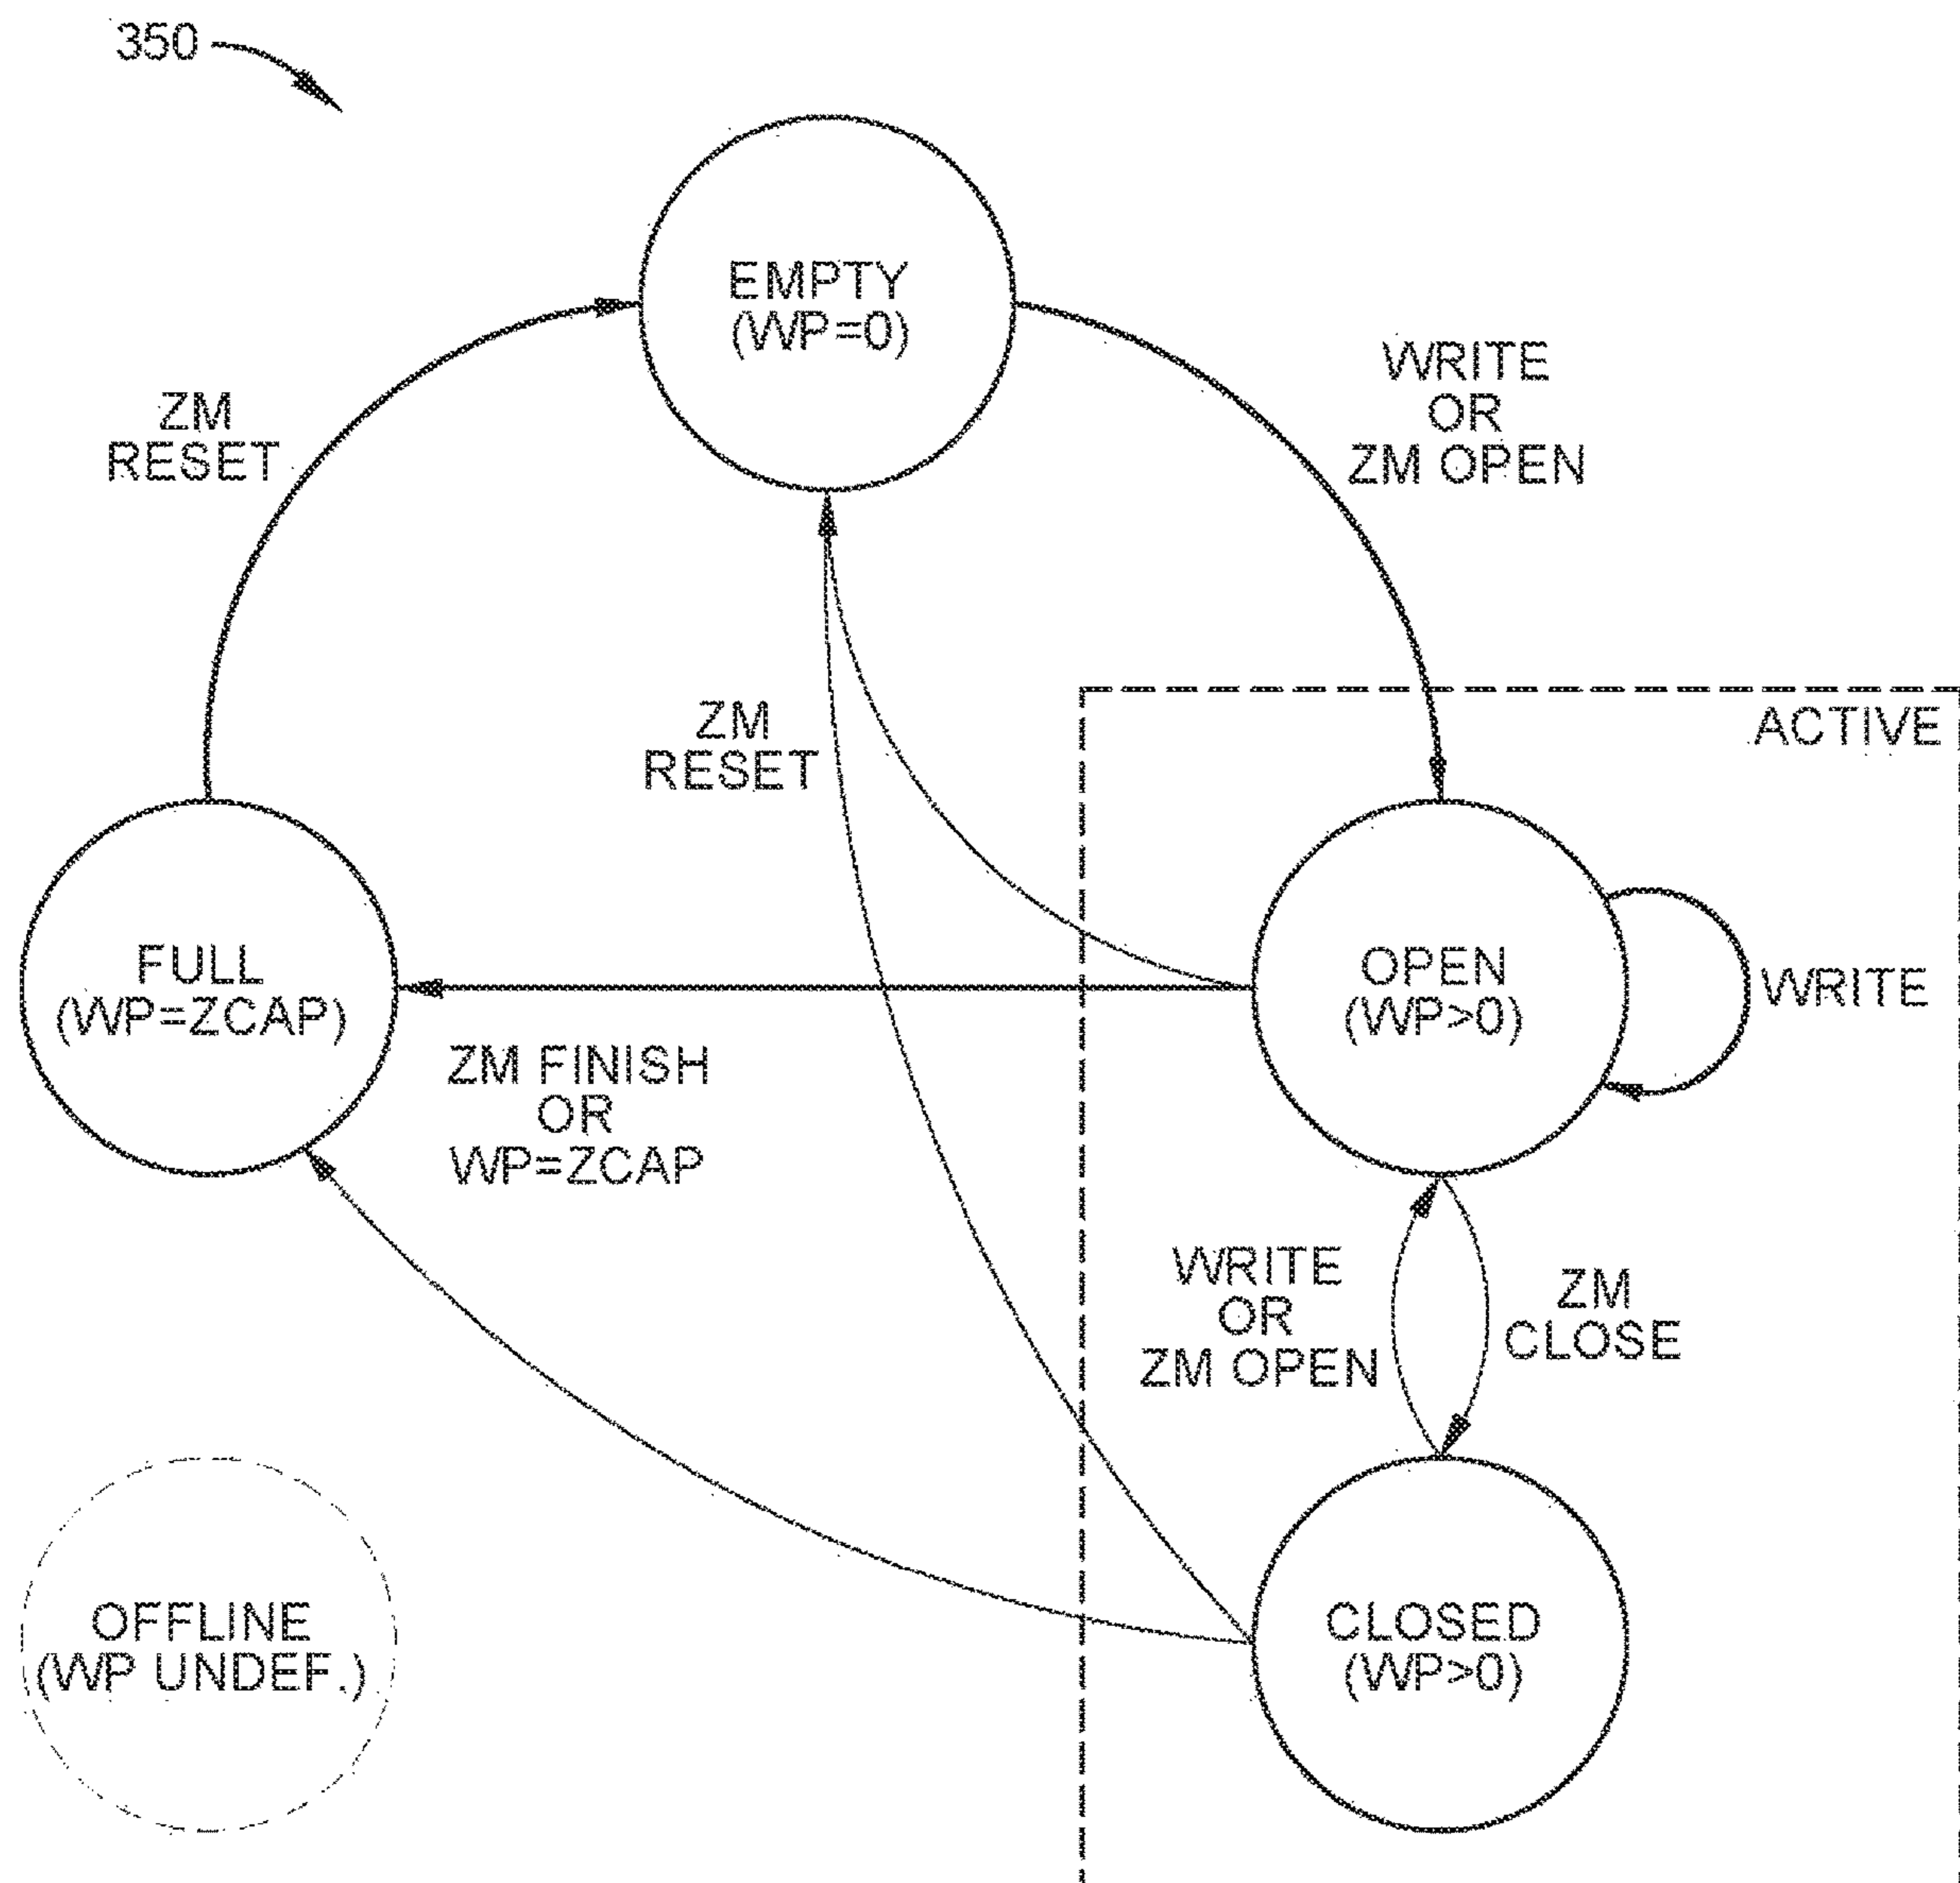 350
EMPTY
(WP=0)
WRITE
OR
ZM OPEN
ZM
RESET
ZM
RESET
ACTIVE
FULL
(WP=ZCAP)
OPEN
(WP>0)
WRITE
ZM FINISH
OR
WP=ZCAP
WRITE
OR
ZM OPEN
ZM
CLOSE
OFFLINE
(WP UNDEF.)
CLOSED
(WP>0)